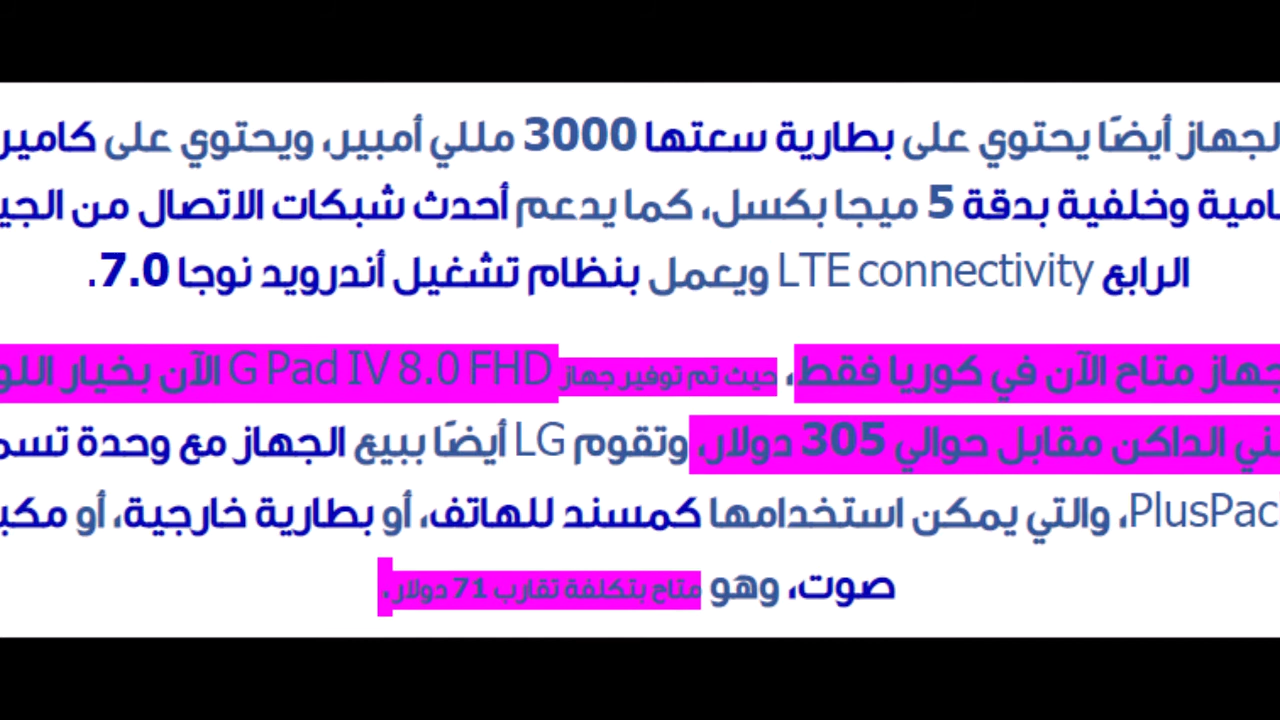 لجهاز أيضًا يحتوي على بطارية سعتها 3000 مللي أمبير، ويحتوي على كامير
امية وخلفية بدقة 5 ميجا بكسل، كما يدعم أحدث شبكات الاتصال من الجي
الرابع LTE connectivity ويعمل بنظام تشغيل أندرويد نوجا 7.0.
جهاز متاح الآن في كوريا فقط، حيث تم توفير جهاز G Pad IV 8.0 FHD الآن بخيار اللو
ني الداكن مقابل حوالي 305 دولار، وتقوم LG أيضًا ببيع الجهاز مع وحدة تسم
PlusPac، والتي يمكن استخدامها كمسند للهاتف، أو بطارية خارجية، أو مكب
صوت، وهو متاح بتكلفة تقارب 71 دولار.